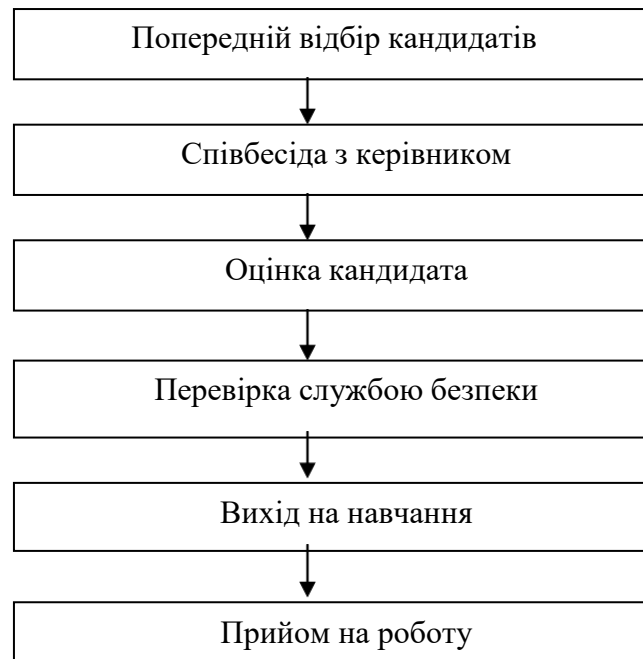 Попередній відбір кандидатів
Співбесіда з керівником
Оцінка кандидата
Перевірка службою безпеки
Вихід на навчання
Прийом на роботу